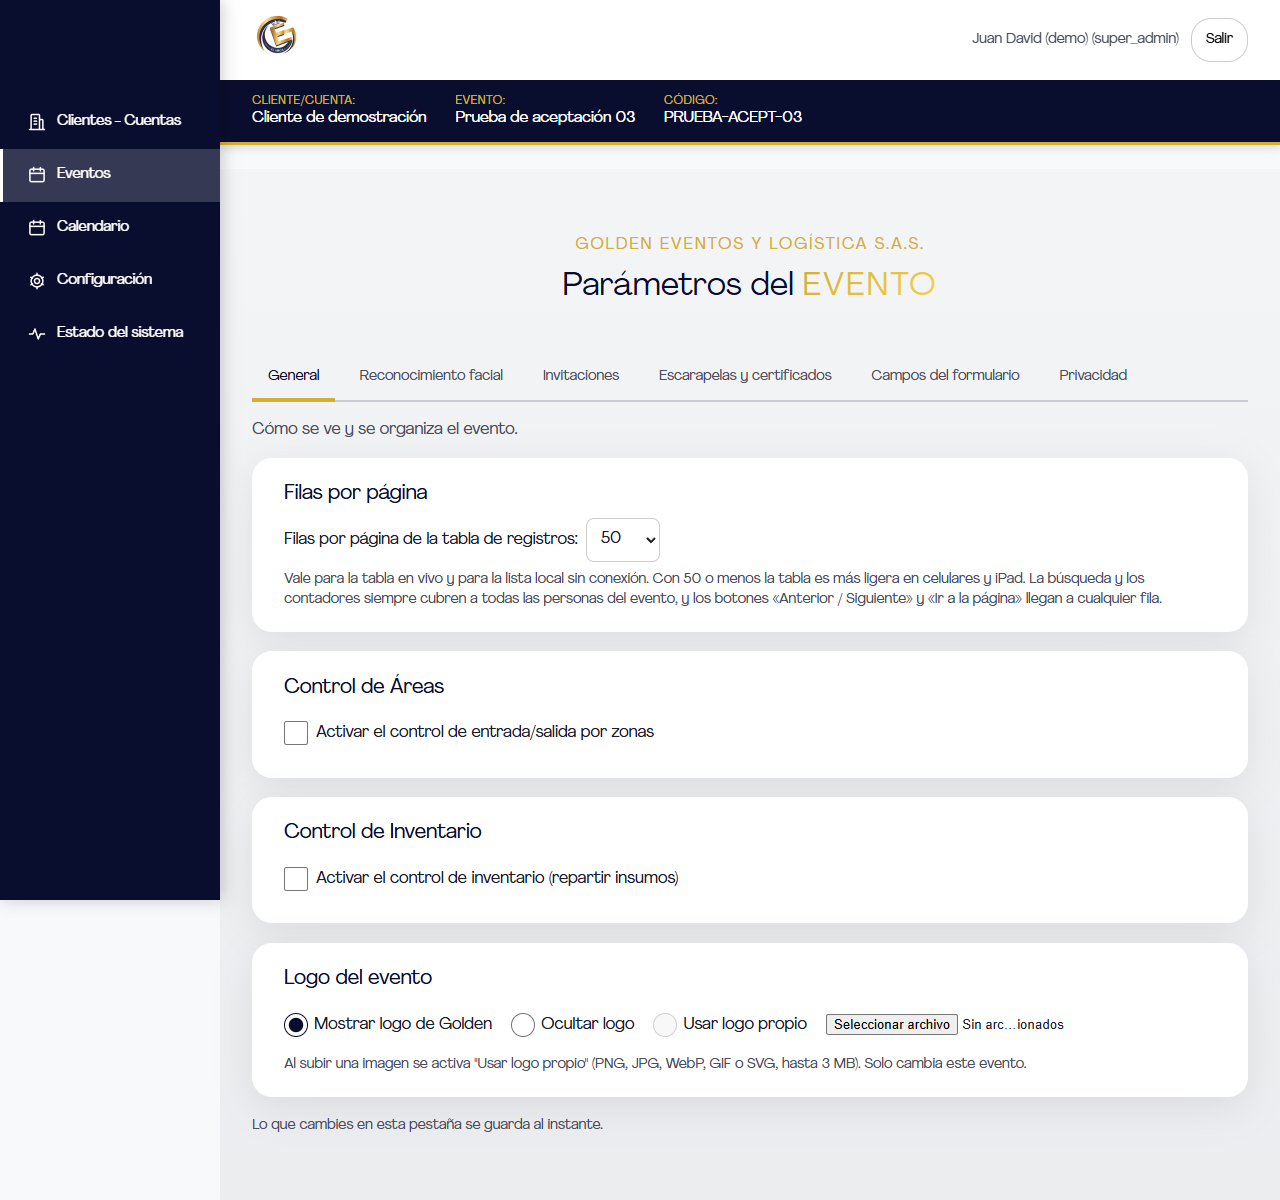 Juan David (demo) (super_admin)
Salir
Clientes - Cuentas
Eventos
Calendario
Configuración
Estado del sistema
CLIENTE/CUENTA:
Cliente de demostración
EVENTO:
Prueba de aceptación 03
CÓDIGO:
PRUEBA-ACEPT-03
GOLDEN EVENTOS Y LOGÍSTICA S.A.S.
Parámetros del EVENTO
General
Reconocimiento facial
Invitaciones
Escarapelas y certificados
Campos del formulario
Privacidad
Cómo se ve y se organiza el evento.
Filas por página
Filas por página de la tabla de registros: 50
Vale para la tabla en vivo y para la lista local sin conexión. Con 50 o menos la tabla es más ligera en celulares y iPad. La búsqueda y los
contadores siempre cubren a todas las personas del evento, y los botones «Anterior / Siguiente» y «Ir a la página» llegan a cualquier fila.
Control de Áreas
Activar el control de entrada/salida por zonas
Control de Inventario
Activar el control de inventario (repartir insumos)
Logo del evento
Mostrar logo de Golden
Ocultar logo
Usar logo propio
Seleccionar archivo
Sin arc...ionados
Al subir una imagen se activa "Usar logo propio" (PNG, JPG, WebP, GIF o SVG, hasta 3 MB). Solo cambia este evento.
Lo que cambies en esta pestaña se guarda al instante.